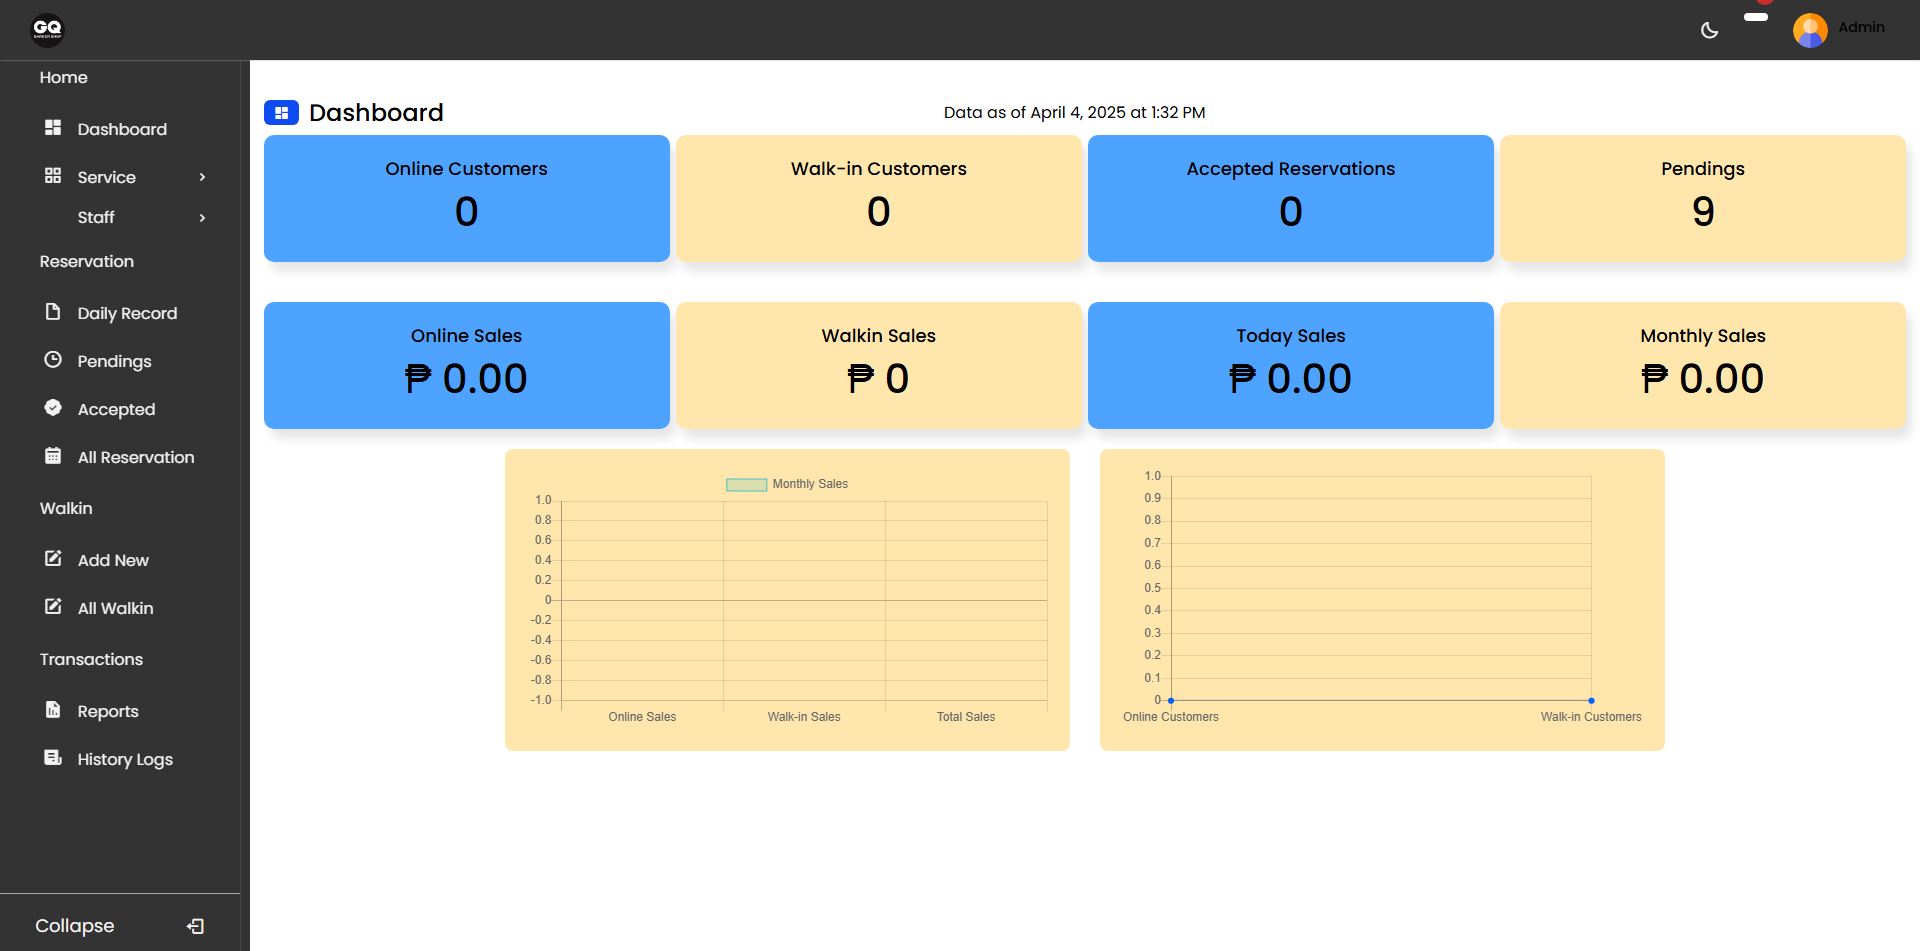 GQ
BARBERSHOP
Admin
Home
Dashboard
Service
Staff
Reservation
Daily Record
Pendings
Accepted
All Reservation
Walkin
Add New
All Walkin
Transactions
Reports
History Logs
Collapse
Dashboard
Data as of April 4, 2025 at 1:32 PM
Online Customers
0
Walk-in Customers
0
Accepted Reservations
0
Pendings
9
Online Sales
₱ 0.00
Walkin Sales
₱ 0
Today Sales
₱ 0.00
Monthly Sales
₱ 0.00
Monthly Sales
1.0
0.8
0.6
0.4
0.2
0
-0.2
-0.4
-0.6
-0.8
-1.0
Online Sales Walk-in Sales Total Sales
1.0
0.9
0.8
0.7
0.6
0.5
0.4
0.3
0.2
0.1
0
Online Customers Walk-in Customers